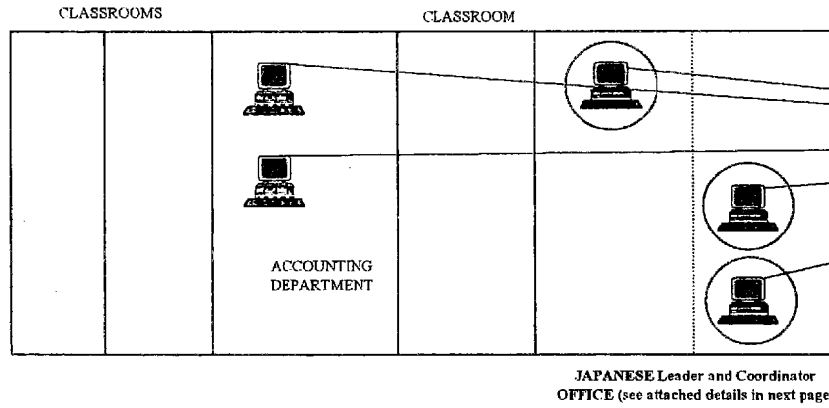 CLASSROOMS
CLASSROOM
ACCOUNTING
DEPARTMENT
JAPANESE Leader and Coordinator
OFFICE (see attached details in next page